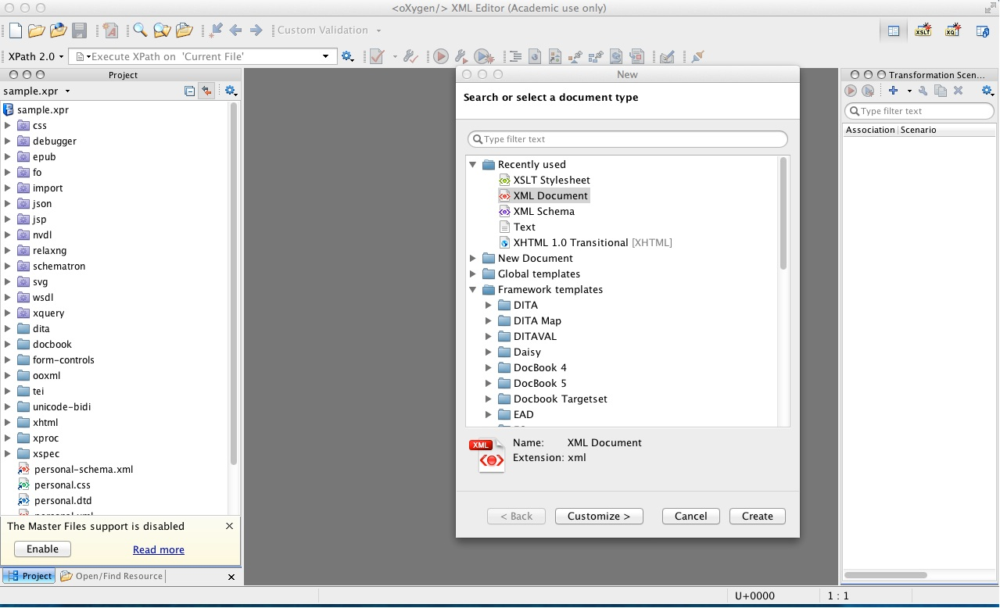 <oXygen/> XML Editor (Academic use only)
Custom Validation
XPath 2.0
Execute XPath on 'Current File'
Project
sample.xpr
sample.xpr
css
debugger
epub
fo
import
json
jsp
nvdl
relaxng
schematron
svg
wsdl
xquery
dita
docbook
form-controls
ooxml
tei
unicode-bidi
xhtml
xproc
xspec
personal-schema.xml
personal.css
personal.dtd
personal.xml
The Master Files support is disabled
Enable
Read more
Project
Open/Find Resource
New
Search or select a document type
Type filter text
Recently used
XSLT Stylesheet
XML Document
XML Schema
Text
XHTML 1.0 Transitional [XHTML]
New Document
Global templates
Framework templates
DITA
DITA Map
DITAVAL
Daisy
DocBook 4
DocBook 5
Docbook Targetset
EAD
XML
Name: XML Document
Extension: xml
< Back
Customize >
Cancel
Create
XSLT
XQ
Transformation Scen...
Type filter text
Association Scenario
U+0000
1 : 1